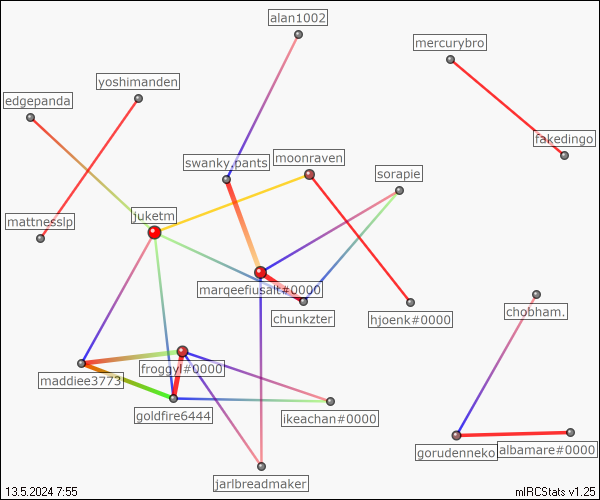 alan1002
mercurybro
yoshimanden
edgepanda
fakedingo
moonraven
swanky.pants
sorapie
juketm
mattnesslp
marqeefiusalt#0000
chobham.
chunkzter
hjoenk#0000
froggyl#0000
maddiee3773
goldfire6444
ikeachan#0000
albamare#0000
gorudenneko
jarlbreadmaker
13.5.2024 7:55
mIRCStats v1.25